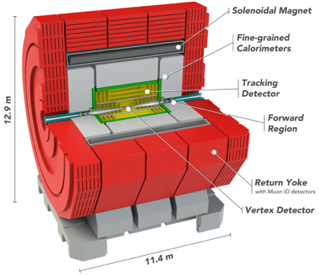 Solenoidal Magnet
Fine-grained
Calorimeters
Tracking
Detector
Forward
Region
Return Yoke
with Muon ID detectors
Vertex Detector
12.9 m
11.4 m